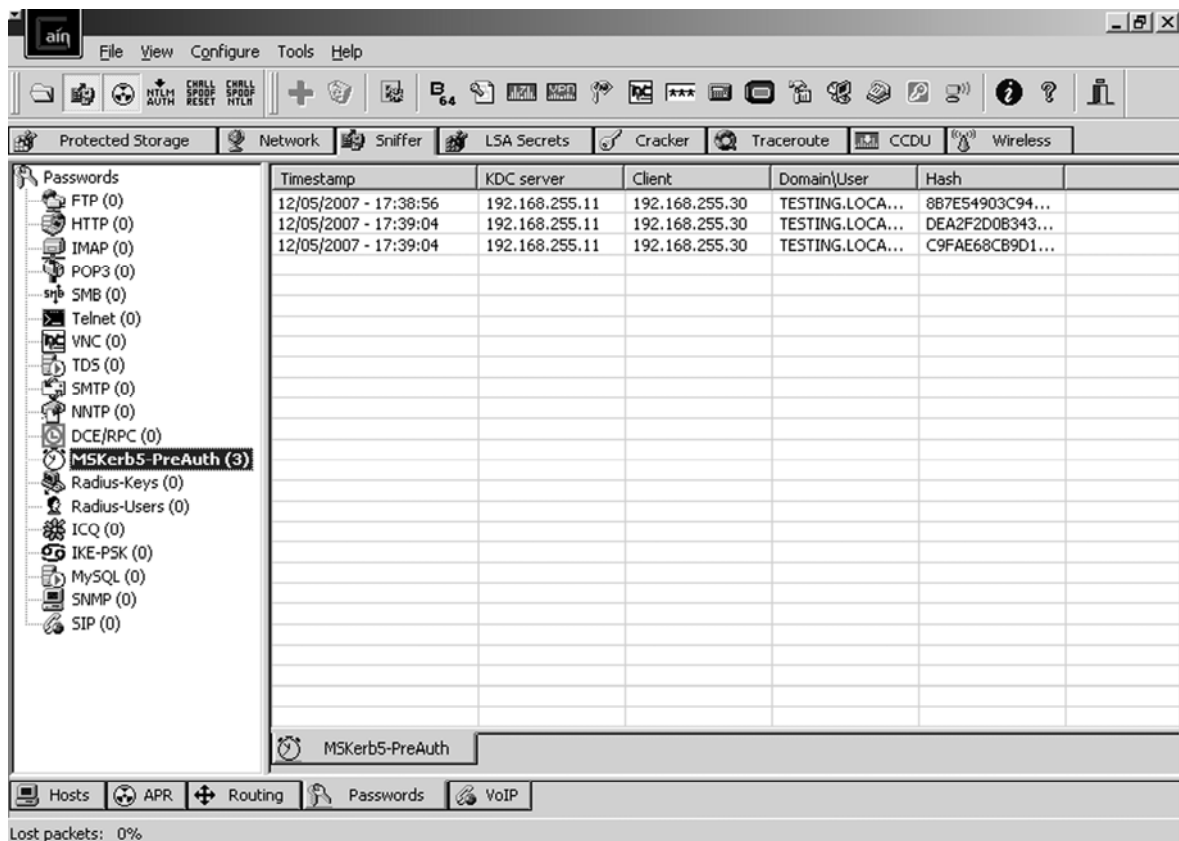 aín
File View Configure Tools Help
NTLM AUTH CHALL SPOOF RESET CHALL SPOOF NTLM B64 ***
Protected Storage Network Sniffer LSA Secrets Cracker Traceroute CCDU Wireless
Passwords
FTP (0)
HTTP (0)
IMAP (0)
POP3 (0)
SMB (0)
Telnet (0)
VNC (0)
TDS (0)
SMTP (0)
NNTP (0)
DCE/RPC (0)
MSKerb5-PreAuth (3)
Radius-Keys (0)
Radius-Users (0)
ICQ (0)
IKE-PSK (0)
MySQL (0)
SNMP (0)
SIP (0)
Timestamp KDC server Client Domain\User Hash
12/05/2007 - 17:38:56 192.168.255.11 192.168.255.30 TESTING.LOCA... 8B7E54903C94...
12/05/2007 - 17:39:04 192.168.255.11 192.168.255.30 TESTING.LOCA... DEA2F2D0B343...
12/05/2007 - 17:39:04 192.168.255.11 192.168.255.30 TESTING.LOCA... C9FAE68CB9D1...
MSKerb5-PreAuth
Hosts APR Routing Passwords VoIP
Lost packets: 0%